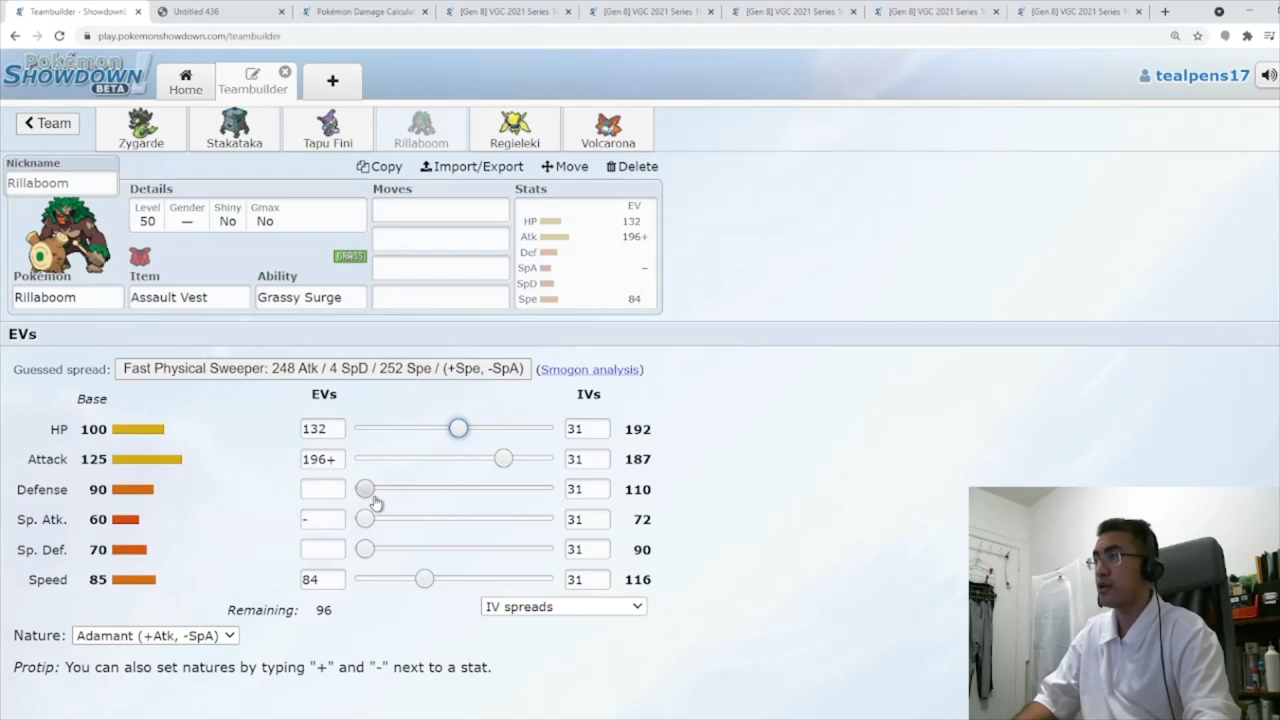 Teambuilder - Showdown!
Untitled 436
Pokémon Damage Calcula
[Gen 8] VGC 2021 Series 1
[Gen 8] VGC 2021 Series 1
[Gen 8] VGC 2021 Series 1
[Gen 8] VGC 2021 Series 1
[Gen 8] VGC 2021 Series 1
play.pokemonshowdown.com/teambuilder
Pokémon
SHOWDOWN!
BETA
Home
Teambuilder
tealpens17
Team
Zygarde
Stakataka
Tapu Fini
Rillaboom
Regieleki
Volcarona
Nickname
Rillaboom
Copy
Import/Export
Move
Delete
Details
Level
50
Gender
—
Shiny
No
Gmax
No
GRASS
Pokémon
Rillaboom
Item
Assault Vest
Ability
Grassy Surge
Moves
Stats
EV
HP 132
Atk 196+
Def
SpA –
SpD
Spe 84
EVs
Guessed spread: Fast Physical Sweeper: 248 Atk / 4 SpD / 252 Spe / (+Spe, -SpA) (Smogon analysis)
Base EVs IVs
HP 100 132 31 192
Attack 125 196+ 31 187
Defense 90 31 110
Sp. Atk. 60 - 31 72
Sp. Def. 70 31 90
Speed 85 84 31 116
Remaining: 96
IV spreads
Nature: Adamant (+Atk, -SpA)
Protip: You can also set natures by typing "+" and "-" next to a stat.